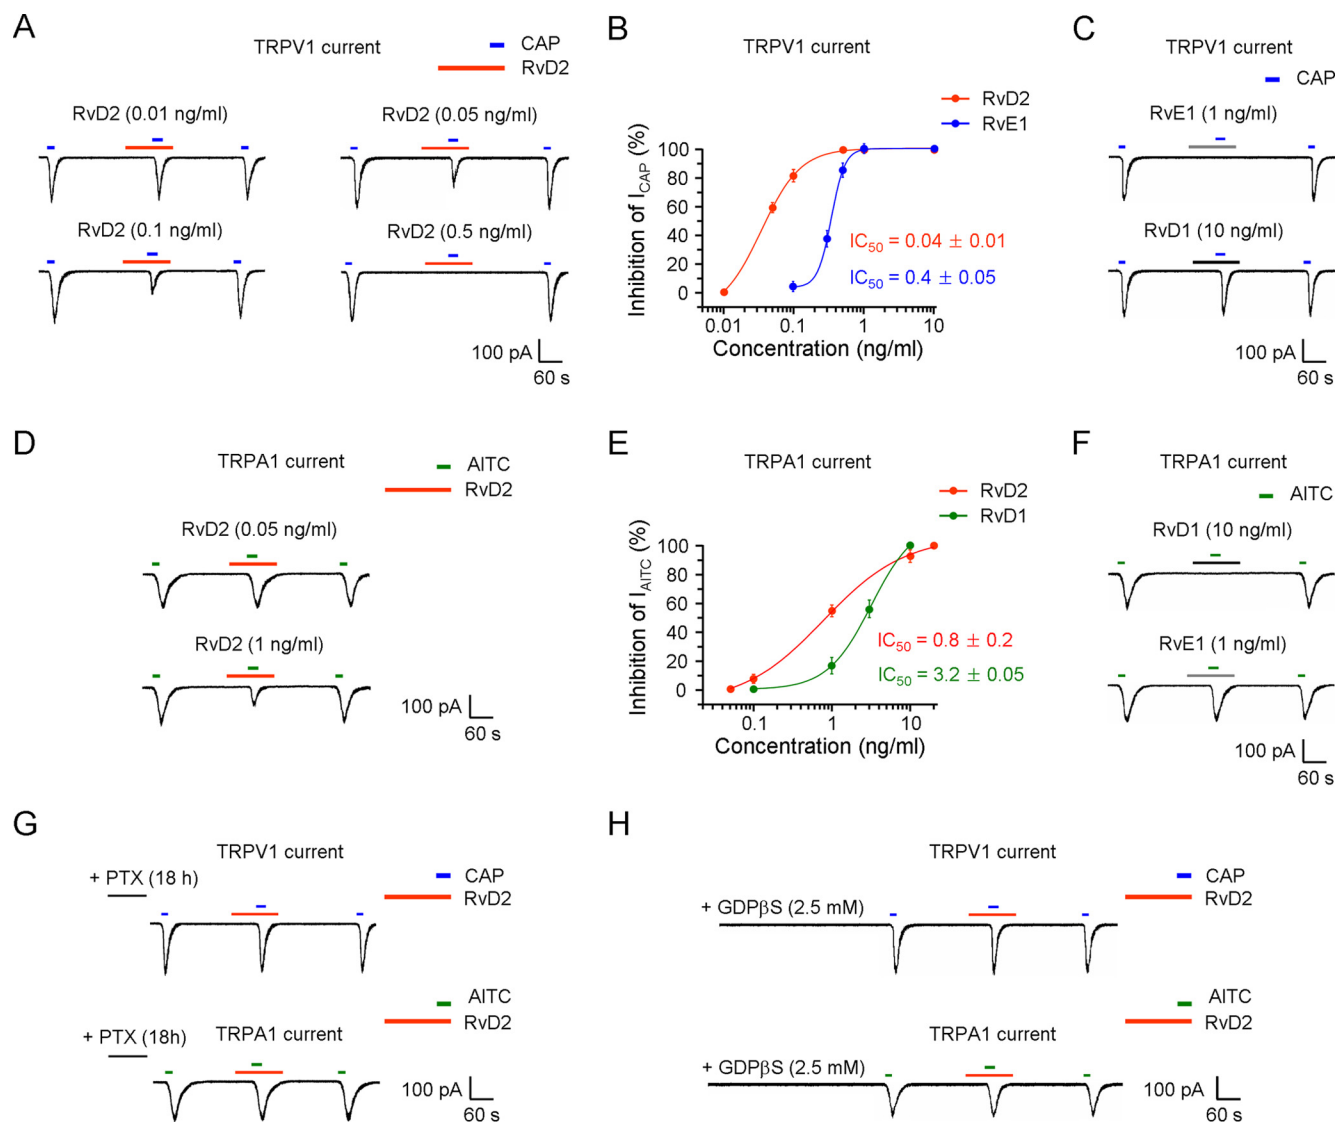 A
TRPV1 current
CAP
RvD2
RvD2 (0.01 ng/ml)
RvD2 (0.05 ng/ml)
RvD2 (0.1 ng/ml)
RvD2 (0.5 ng/ml)
100 pA
60 s
B
TRPV1 current
RvD2
RvE1
Inhibition of I_CAP (%)
100
80
60
40
20
0
IC50 = 0.04 ± 0.01
IC50 = 0.4 ± 0.05
0.01 0.1 1 10
Concentration (ng/ml)
C
TRPV1 current
CAP
RvE1 (1 ng/ml)
RvD1 (10 ng/ml)
100 pA
60 s
D
TRPA1 current
AITC
RvD2
RvD2 (0.05 ng/ml)
RvD2 (1 ng/ml)
100 pA
60 s
E
TRPA1 current
RvD2
RvD1
Inhibition of I_AITC (%)
100
80
60
40
20
0
IC50 = 0.8 ± 0.2
IC50 = 3.2 ± 0.05
0.1 1 10
Concentration (ng/ml)
F
TRPA1 current
AITC
RvD1 (10 ng/ml)
RvE1 (1 ng/ml)
100 pA
60 s
G
TRPV1 current
+ PTX (18 h)
CAP
RvD2
AITC
RvD2
+ PTX (18h)
TRPA1 current
100 pA
60 s
H
TRPV1 current
CAP
RvD2
+ GDPβS (2.5 mM)
AITC
RvD2
TRPA1 current
+ GDPβS (2.5 mM)
100 pA
60 s